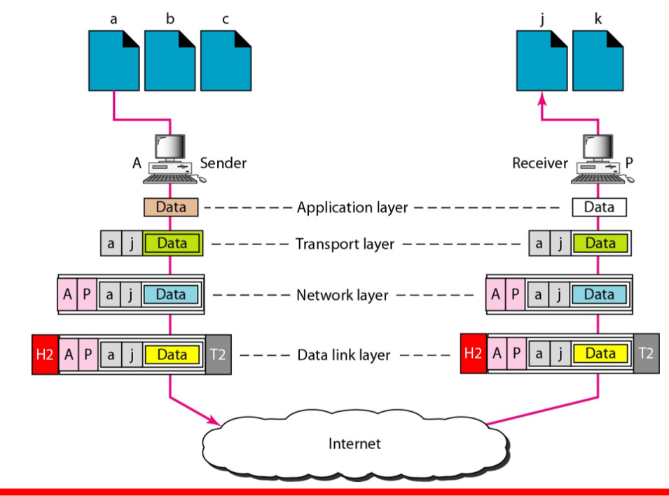 a b c j k
A Sender Receiver P
Data Application layer Data
a j Data Transport layer a j Data
A P a j Data Network layer A P a j Data
H2 A P a j Data T2 Data link layer H2 A P a j Data T2
Internet